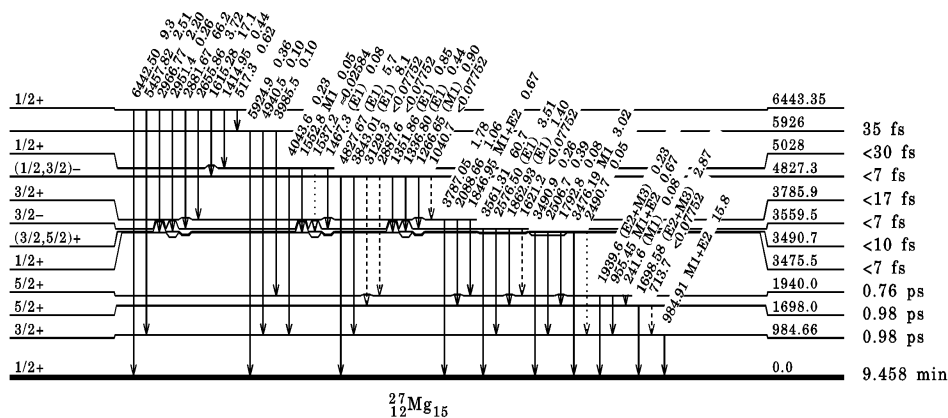 6442.50 9.3
5457.82 2.51
2966.77 2.20
2951.4 0.26
2881.67 66.2
2655.86 3.72
1615.28 17.1
1414.95 0.44
517.3 0.62
5924.9 0.36
4940.5 0.10
3985.5 0.10
4043.6 0.23
1552.8 M1 0.05
1537.2 ≈0.02584
1467.3 (E1) 0.08
4827.67 (E1) 5.7
3843.01 (E1) 8.1
3129.3 <0.07752
2887.6 <0.07752
1351.86 (E1) 0.85
1336.80 (E1) 0.44
1266.65 (M1) 0.90
1040.7 <0.07752
3787.05 1.78
2088.66 1.06
1846.95 M1+E2 0.67
3561.31 60.7
2576.50 (E1) 3.51
1862.93 (E1) 1.40
1621.2 <0.07752
3490.9 0.26
2506.7 0.39
1792.8 0.08
3476.19 M1 3.02
2490.7 0.05
1939.6 (E2+M3) 0.23
955.45 M1+E2 0.67
241.6 (M1) 0.08
1698.58 (E2+M3) 2.87
713.7 <0.07752
984.91 M1+E2 15.8
1/2+ 6443.35
5926 35 fs
1/2+ 5028 <30 fs
(1/2,3/2)− 4827.3 <7 fs
3/2+ 3785.9 <17 fs
3/2− 3559.5 <7 fs
(3/2,5/2)+ 3490.7 <10 fs
1/2+ 3475.5 <7 fs
5/2+ 1940.0 0.76 ps
5/2+ 1698.0 0.98 ps
3/2+ 984.66 0.98 ps
1/2+ 0.0 9.458 min
27 12 Mg 15